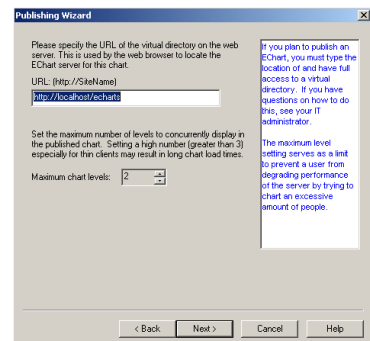 Publishing Wizard
Please specify the URL of the virtual directory on the web
server. This is used by the web browser to locate the
EChart server for this chart.
URL: (http://SiteName)
http://localhost/echarts
Set the maximum number of levels to concurrently display in
the published chart. Setting a high number (greater than 3)
especially for thin clients may result in long chart load times.
Maximum chart levels: 2
If you plan to publish an
EChart, you must type the
location of and have full
access to a virtual
directory. If you have
questions on how to do
this, see your IT
administrator.
The maximum level
setting serves as a limit
to prevent a user from
degrading performance
of the server by trying to
chart an excessive
amount of people.
< Back Next > Cancel Help